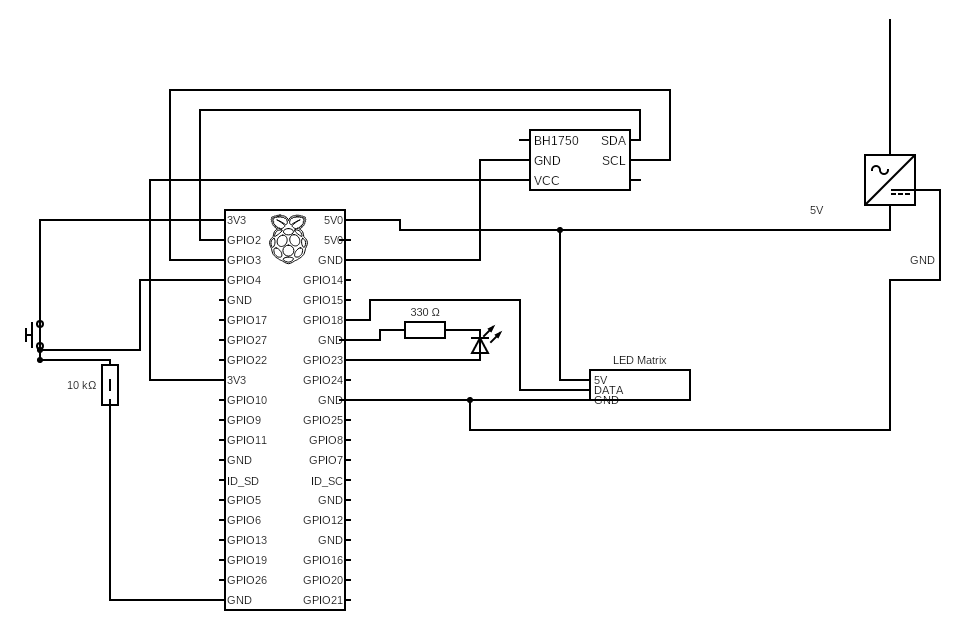 BH1750 SDA
GND SCL
VCC
5V
GND
3V3 5V0
GPIO2 5V0
GPIO3 GND
GPIO4 GPIO14
GND GPIO15
GPIO17 GPIO18
330 Ω
GPIO27 GND
GPIO22 GPIO23
LED Matrix
3V3 GPIO24
5V
10 kΩ
DATA
GPIO10 GND
GND
GPIO9 GPIO25
GPIO11 GPIO8
GND GPIO7
ID_SD ID_SC
GPIO5 GND
GPIO6 GPIO12
GPIO13 GND
GPIO19 GPIO16
GPIO26 GPIO20
GND GPIO21